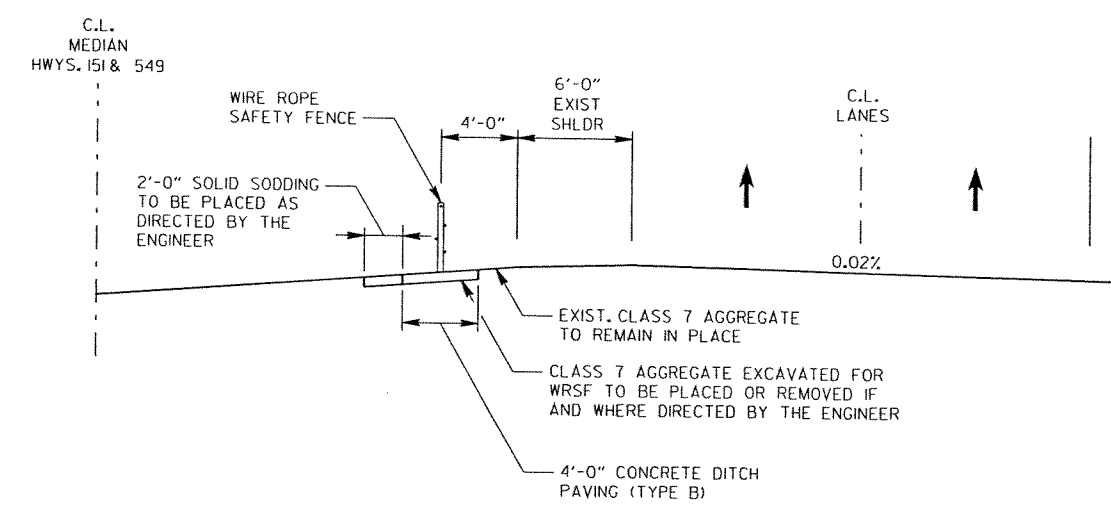 C.L.
MEDIAN
HWYS. 151 & 549
WIRE ROPE
SAFETY FENCE
4'-0"
6'-0"
EXIST
SHLDR
C.L.
LANES
2'-0" SOLID SODDING
TO BE PLACED AS
DIRECTED BY THE
ENGINEER
0.02%
EXIST. CLASS 7 AGGREGATE
TO REMAIN IN PLACE
CLASS 7 AGGREGATE EXCAVATED FOR
WRSF TO BE PLACED OR REMOVED IF
AND WHERE DIRECTED BY THE ENGINEER
4'-0" CONCRETE DITCH
PAVING (TYPE B)